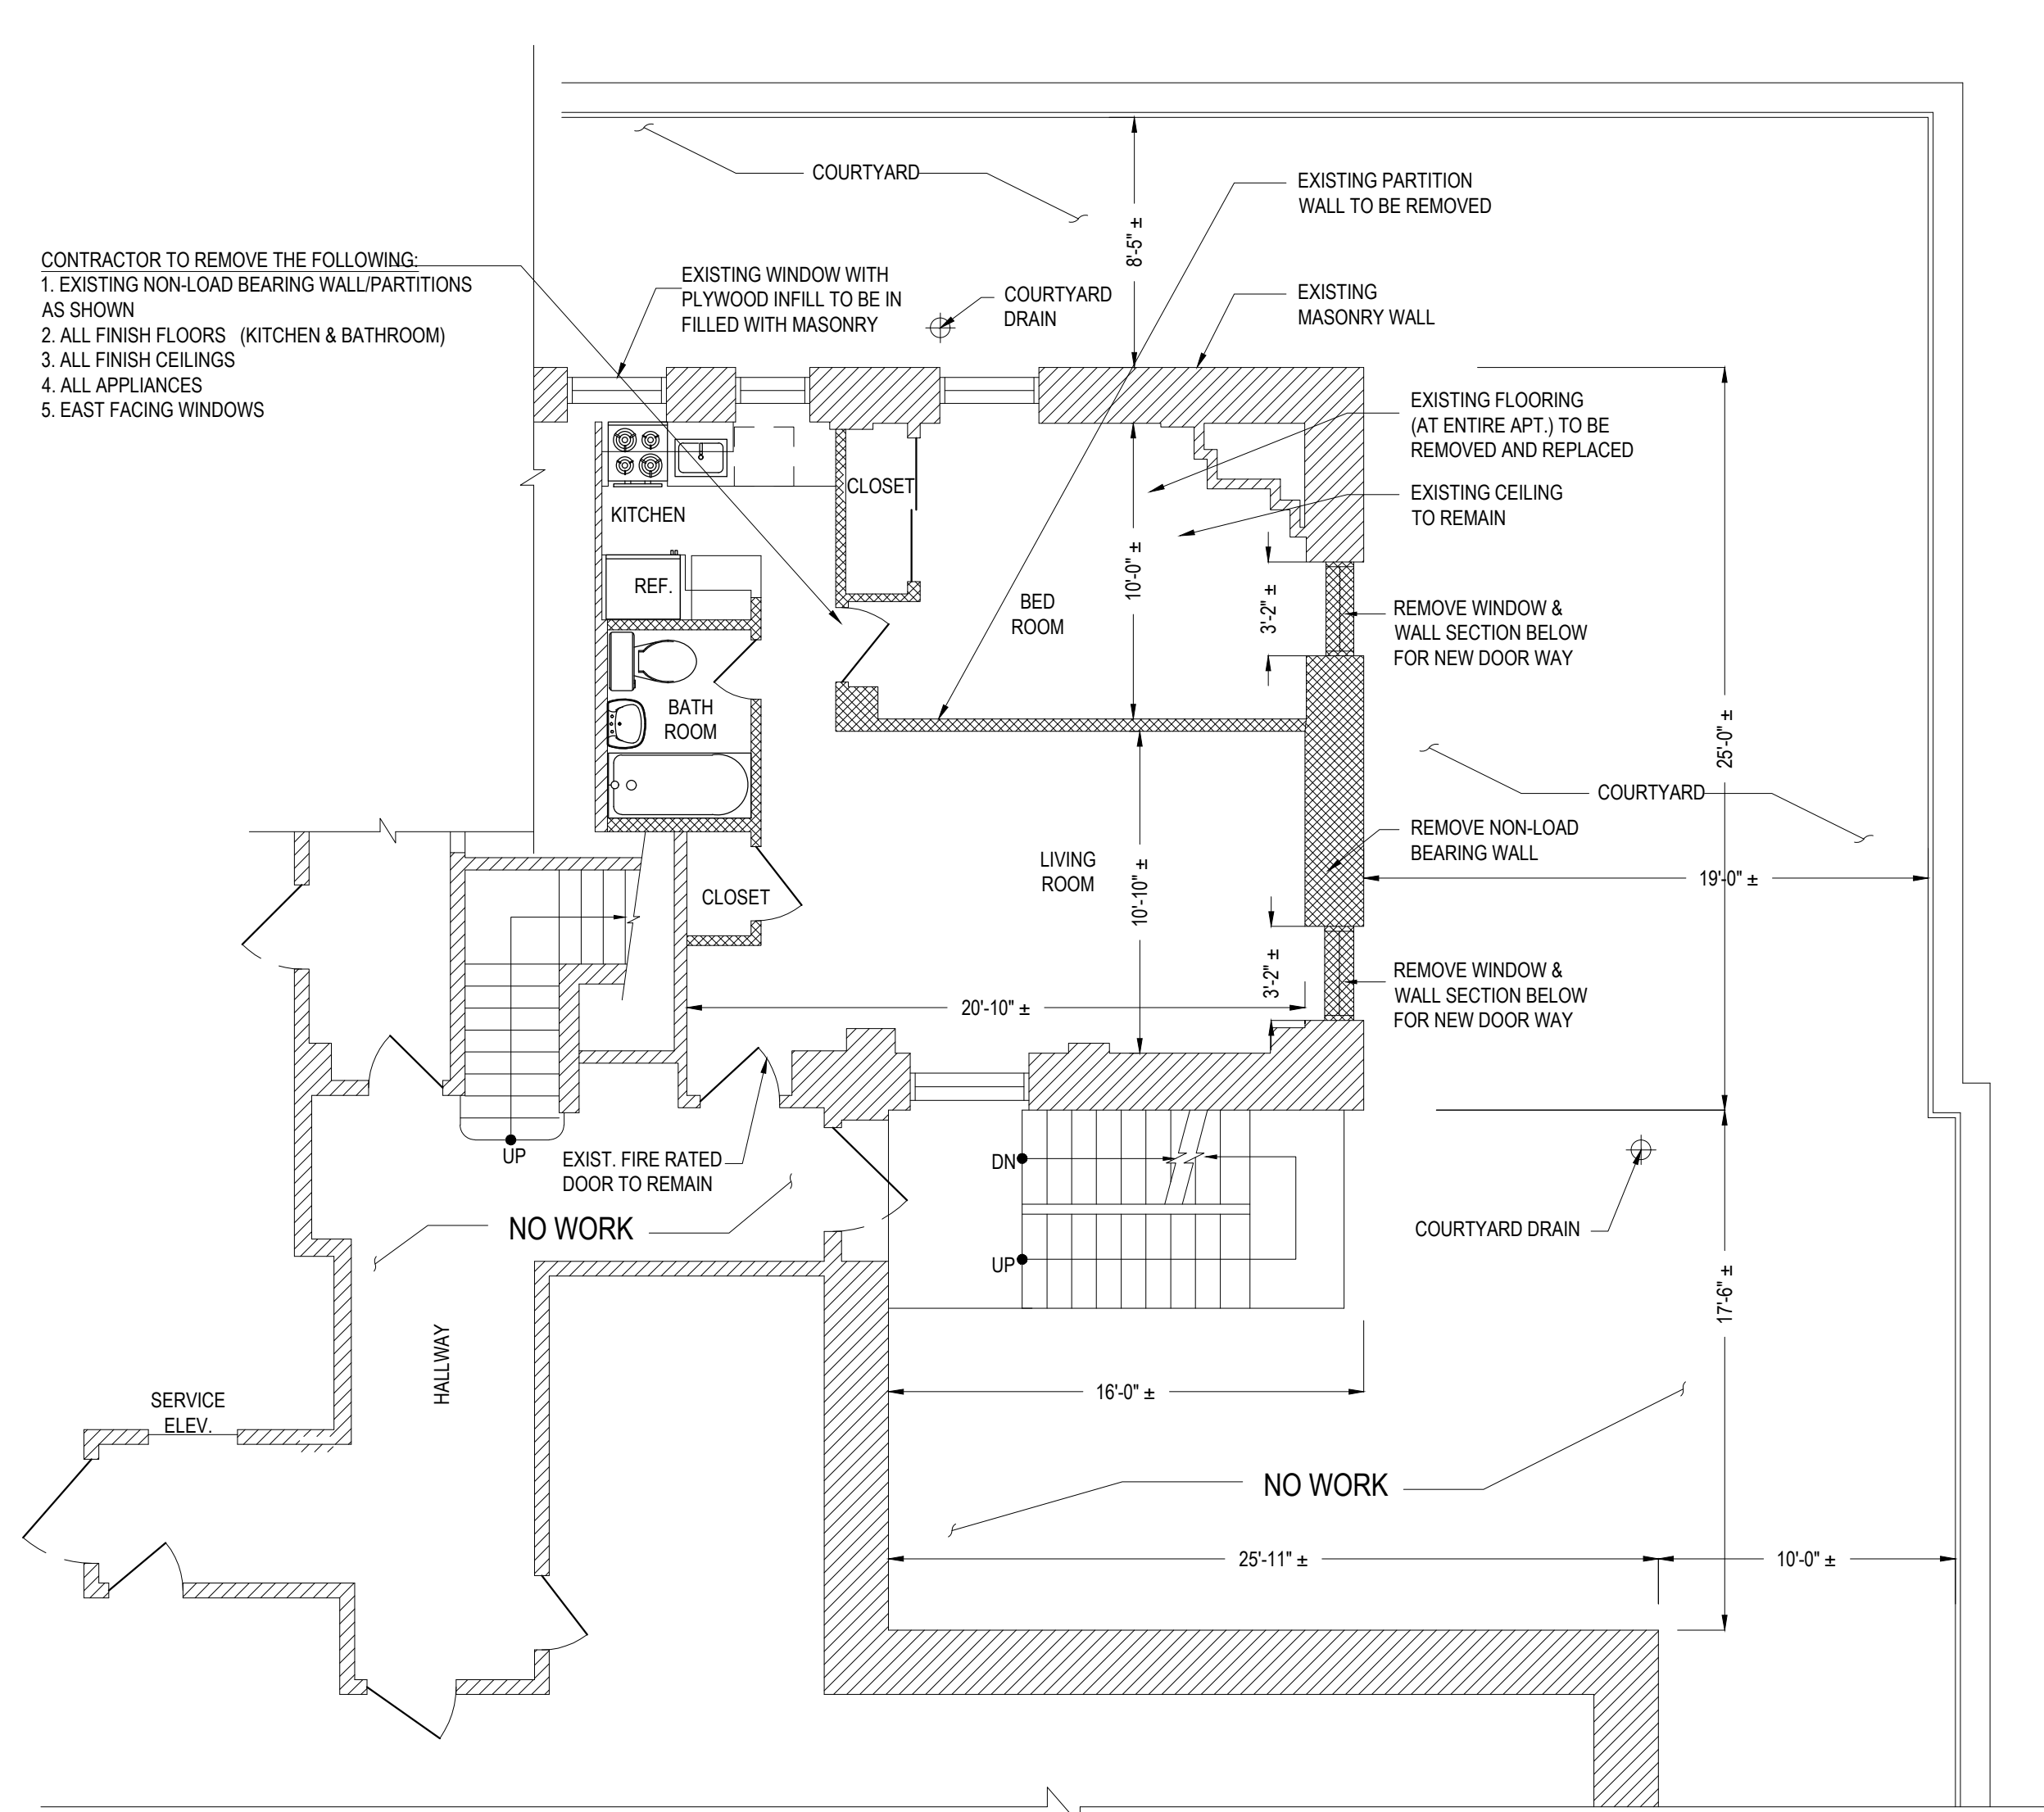 COURTYARD
EXISTING PARTITION
WALL TO BE REMOVED
8'-5" ±
CONTRACTOR TO REMOVE THE FOLLOWING:
1. EXISTING NON-LOAD BEARING WALL/PARTITIONS
AS SHOWN
2. ALL FINISH FLOORS (KITCHEN & BATHROOM)
3. ALL FINISH CEILINGS
4. ALL APPLIANCES
5. EAST FACING WINDOWS
EXISTING WINDOW WITH
PLYWOOD INFILL TO BE IN
FILLED WITH MASONRY
COURTYARD
DRAIN
EXISTING
MASONRY WALL
EXISTING FLOORING
(AT ENTIRE APT.) TO BE
REMOVED AND REPLACED
CLOSET
EXISTING CEILING
TO REMAIN
KITCHEN
10'-0" ±
REF.
BED
ROOM
3'-2" ±
REMOVE WINDOW &
WALL SECTION BELOW
FOR NEW DOOR WAY
BATH
ROOM
25'-0" ±
COURTYARD
REMOVE NON-LOAD
BEARING WALL
LIVING
ROOM
10'-10" ±
19'-0" ±
CLOSET
3'-2" ±
REMOVE WINDOW &
WALL SECTION BELOW
FOR NEW DOOR WAY
20'-10" ±
UP
EXIST. FIRE RATED
DOOR TO REMAIN
DN
NO WORK
COURTYARD DRAIN
UP
17'-6" ±
HALLWAY
SERVICE
ELEV.
16'-0" ±
NO WORK
25'-11" ±
10'-0" ±